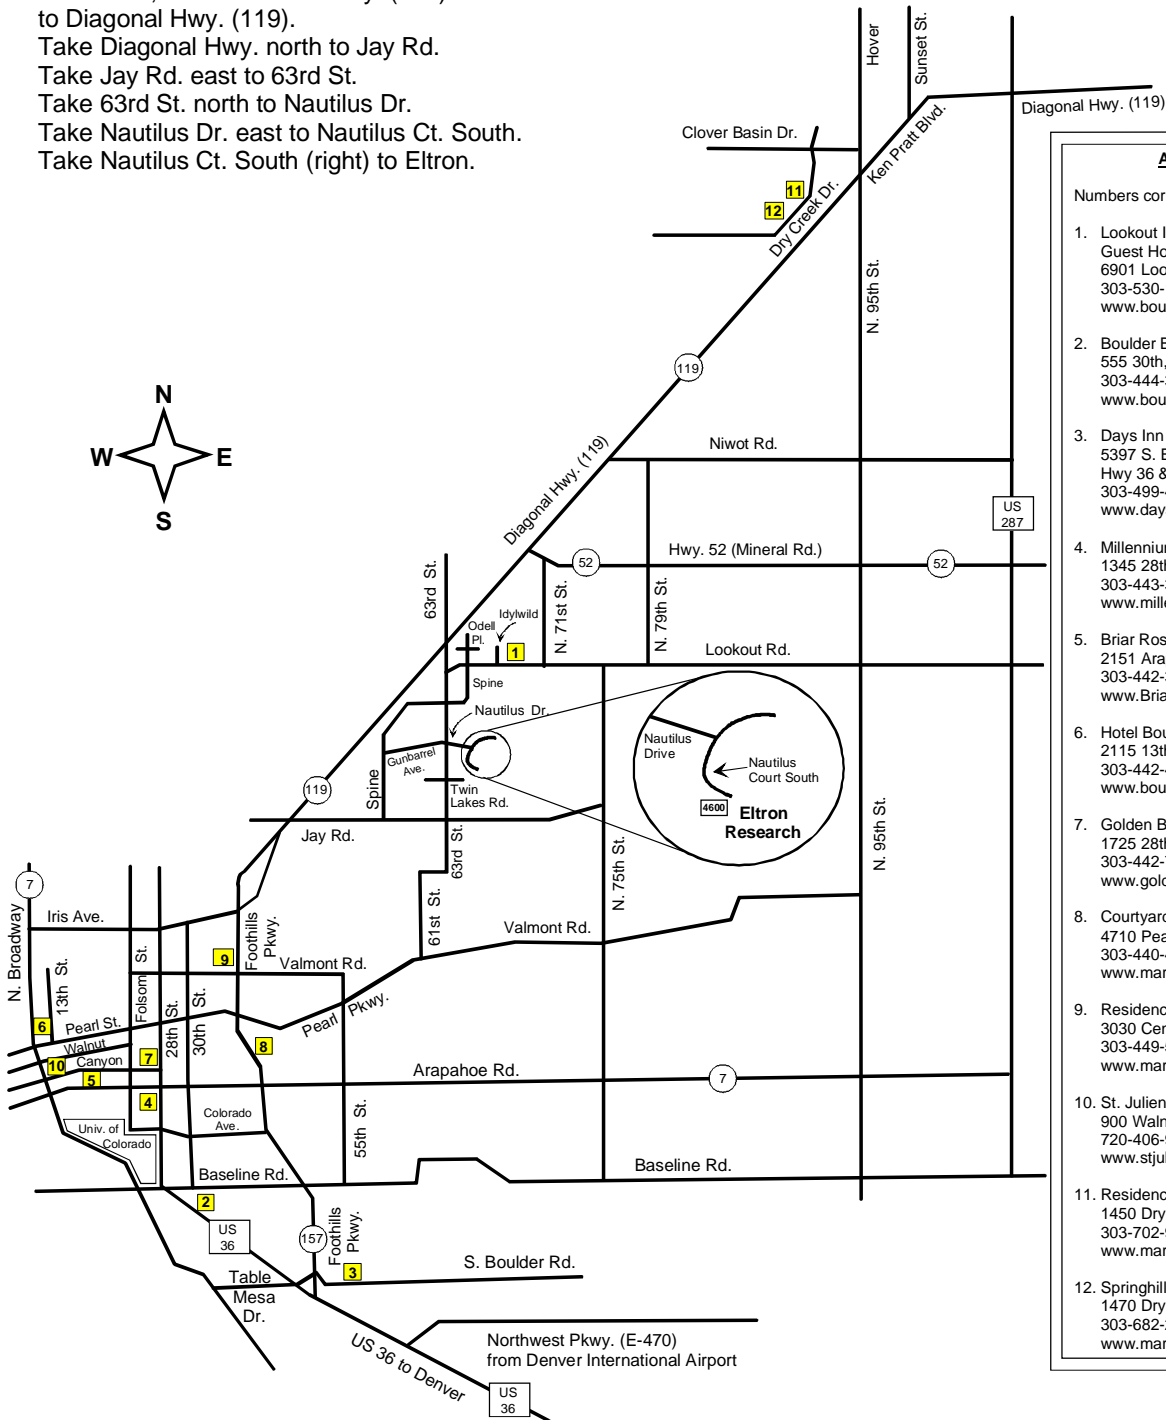 to Diagonal Hwy. (119).
Take Diagonal Hwy. north to Jay Rd.
Take Jay Rd. east to 63rd St.
Take 63rd St. north to Nautilus Dr.
Take Nautilus Dr. east to Nautilus Ct. South.
Take Nautilus Ct. South (right) to Eltron.
Hover
Sunset St.
Diagonal Hwy. (119)
Ken Pratt Blvd.
Clover Basin Dr.
11
12
Dry Creek Dr.
N. 95th St.
119
N
W E
S
Niwot Rd.
Diagonal Hwy. (119)
US
287
Hwy. 52 (Mineral Rd.)
52
52
63rd St.
Idylwild
Odell
Pl.
1
N. 71st St.
N. 79th St.
Lookout Rd.
Spine
Nautilus Dr.
Gunbarrel
Ave.
Spine
Twin
Lakes Rd.
Nautilus
Drive
Nautilus
Court South
4600
Eltron
Research
119
Jay Rd.
63rd St.
N. 75th St.
N. 95th St.
7
N. Broadway
Iris Ave.
13th St.
Folsom St.
28th St.
30th St.
9
Foothills
Pkwy.
61st St.
Valmont Rd.
Valmont Rd.
Pearl Pkwy.
6
Pearl St.
Walnut
10
Canyon
5
7
8
4
Arapahoe Rd.
7
Univ. of
Colorado
Colorado
Ave.
55th St.
Baseline Rd.
Baseline Rd.
2
US
36
157
Foothills
Pkwy.
3
S. Boulder Rd.
Table
Mesa
Dr.
US 36 to Denver
Northwest Pkwy. (E-470)
from Denver International Airport
US
36
A
Numbers cor
1. Lookout I
Guest Ho
6901 Loo
303-530-
www.bou
2. Boulder B
555 30th,
303-444-
www.bou
3. Days Inn
5397 S. B
Hwy 36 &
303-499-
www.day
4. Millennium
1345 28th
303-443-
www.mille
5. Briar Ros
2151 Ara
303-442-
www.Bria
6. Hotel Bou
2115 13th
303-442-
www.bou
7. Golden B
1725 28th
303-442-
www.gold
8. Courtyard
4710 Pea
303-440-
www.mar
9. Residenc
3030 Cen
303-449-
www.mar
10. St. Julien
900 Waln
720-406-
www.stjul
11. Residenc
1450 Dry
303-702-
www.mar
12. Springhill
1470 Dry
303-682-
www.mar